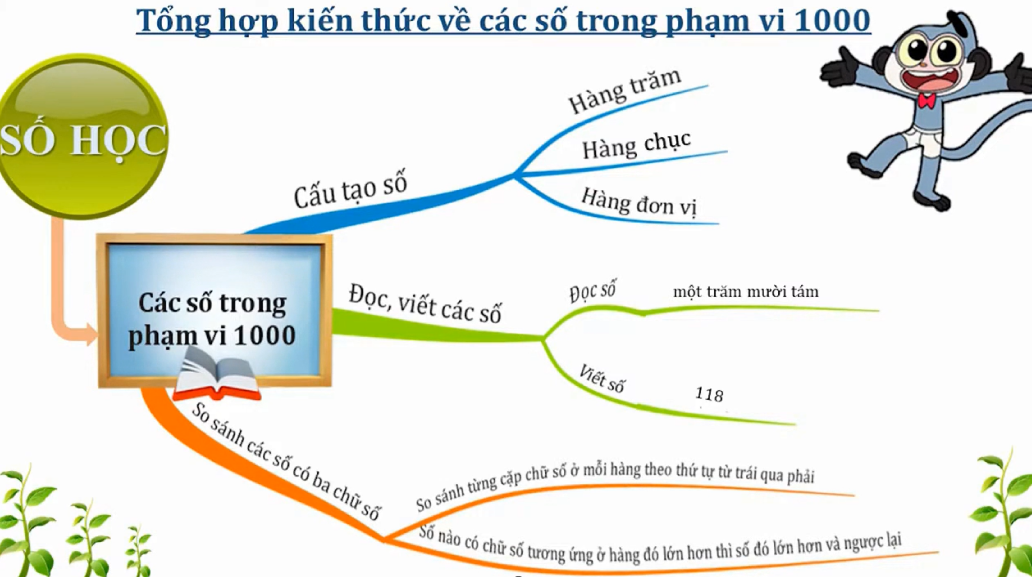 Tổng hợp kiến thức về các số trong phạm vi 1000
SỐ HỌC
Các số trong
phạm vi 1000
Cấu tạo số
Hàng trăm
Hàng chục
Hàng đơn vị
Đọc, viết các số
Đọc số
một trăm mười tám
Viết số
118
So sánh các số có ba chữ số
So sánh từng cặp chữ số ở mỗi hàng theo thứ tự từ trái qua phải
Số nào có chữ số tương ứng ở hàng đó lớn hơn thì số đó lớn hơn và ngược lại